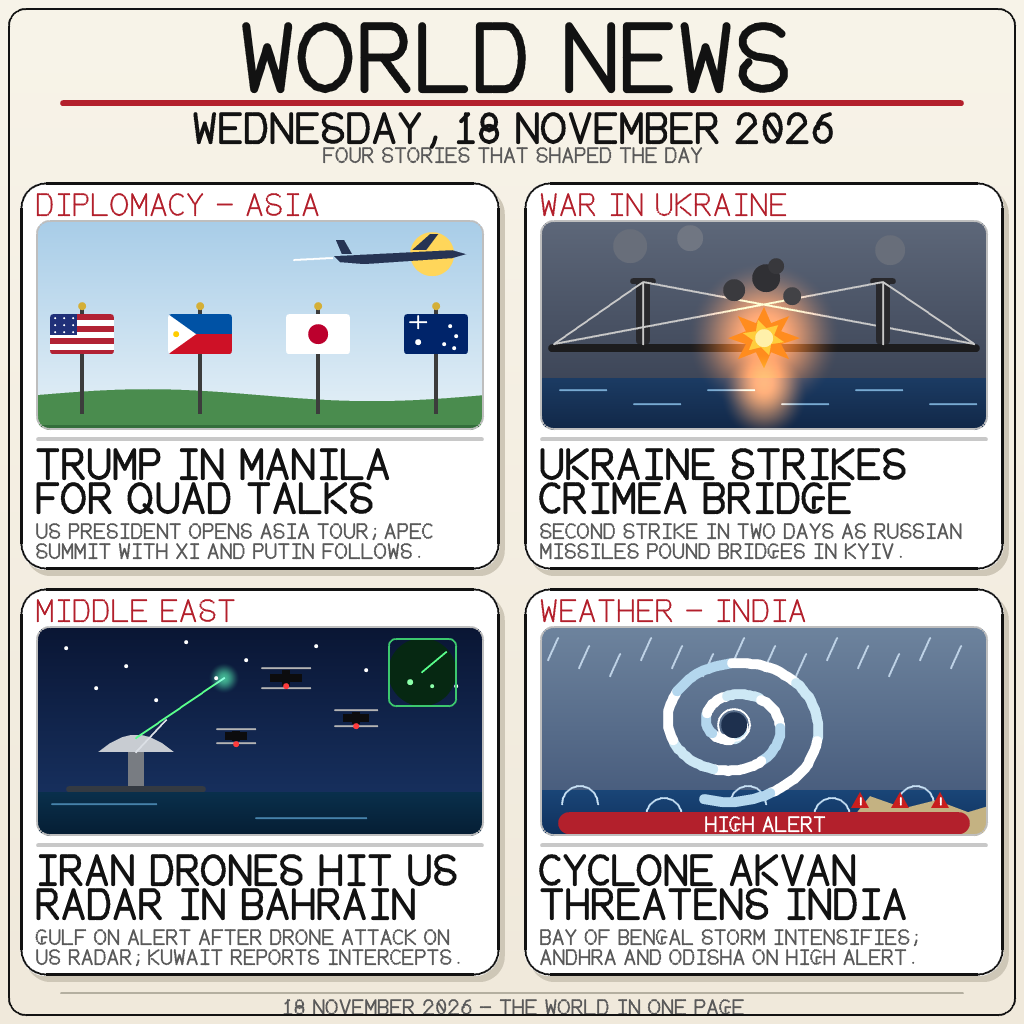 WORLD NEWS
WEDNESDAY, 18 NOVEMBER 2026
FOUR STORIES THAT SHAPED THE DAY
DIPLOMACY – ASIA
TRUMP IN MANILA
FOR QUAD TALKS
US PRESIDENT OPENS ASIA TOUR; APEC
SUMMIT WITH XI AND PUTIN FOLLOWS.
WAR IN UKRAINE
UKRAINE STRIKES
CRIMEA BRIDGE
SECOND STRIKE IN TWO DAYS AS RUSSIAN
MISSILES POUND BRIDGES IN KYIV.
MIDDLE EAST
IRAN DRONES HIT US
RADAR IN BAHRAIN
GULF ON ALERT AFTER DRONE ATTACK ON
US RADAR; KUWAIT REPORTS INTERCEPTS.
WEATHER – INDIA
HIGH ALERT
CYCLONE AKVAN
THREATENS INDIA
BAY OF BENGAL STORM INTENSIFIES;
ANDHRA AND ODISHA ON HIGH ALERT.
18 NOVEMBER 2026 – THE WORLD IN ONE PAGE